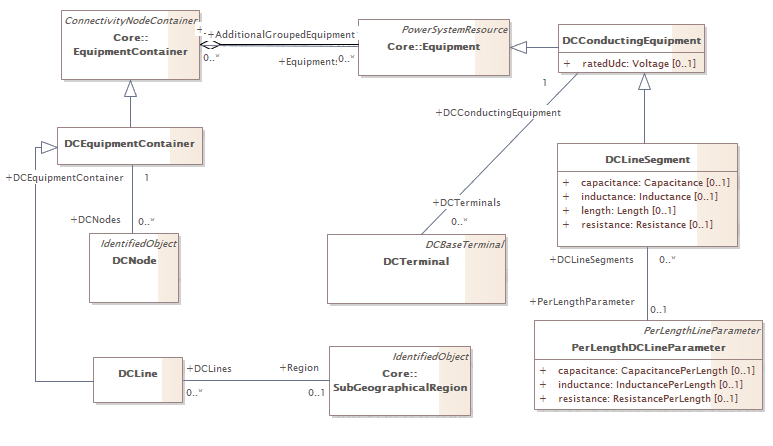 ConnectivityNodeContainer
Core::
EquipmentContainer
+
-+AdditionalGroupedEquipment
0..*
+Equipments
0..*
PowerSystemResource
Core::Equipment
DCConductingEquipment
+ ratedUdc: Voltage [0..1]
1
+DCConductingEquipment
DCEquipmentContainer
+DCEquipmentContainer
1
DCLineSegment
+ capacitance: Capacitance [0..1]
+ inductance: Inductance [0..1]
+ length: Length [0..1]
+ resistance: Resistance [0..1]
+DCNodes
0..*
+DCTerminals
0..*
IdentifiedObject
DCNode
DCBaseTerminal
DCTerminal
+DCLineSegments
0..*
+PerLengthParameter
0..1
PerLengthLineParameter
PerLengthDCLineParameter
+ capacitance: CapacitancePerLength [0..1]
+ inductance: InductancePerLength [0..1]
+ resistance: ResistancePerLength [0..1]
DCLine
+DCLines
0..*
+Region
0..1
IdentifiedObject
Core::
SubGeographicalRegion